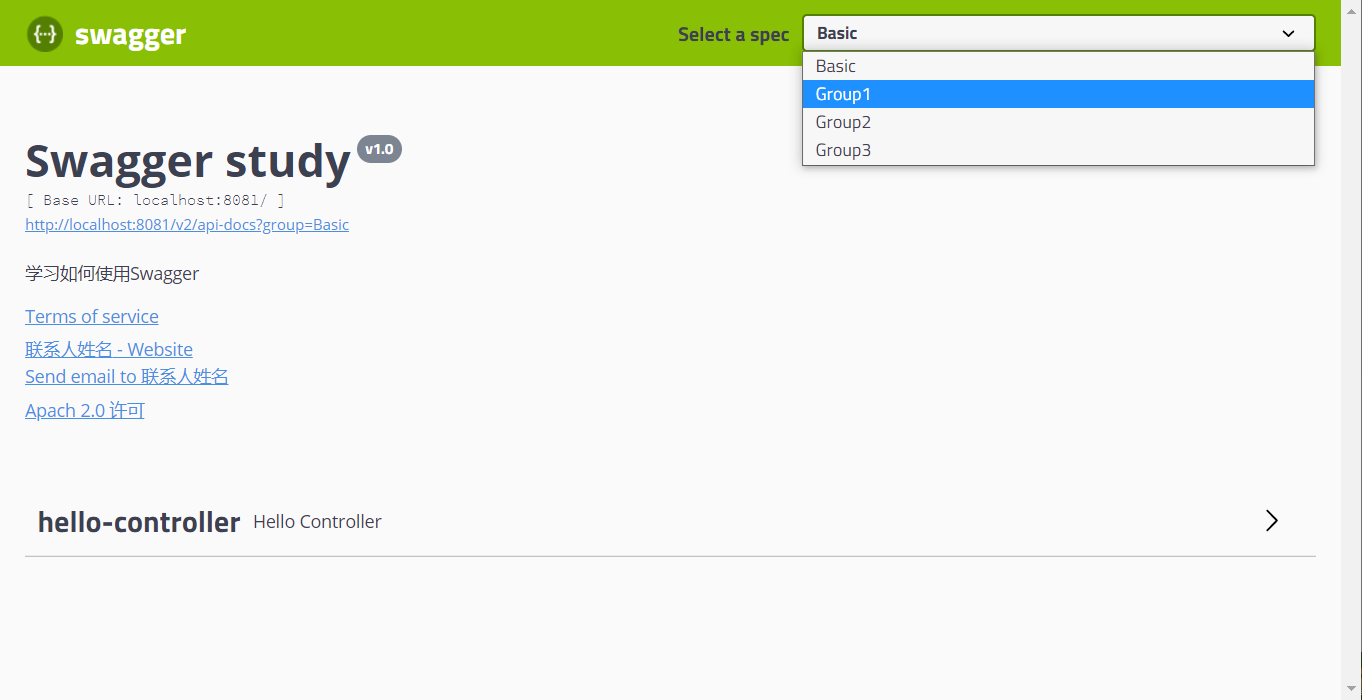 swagger
Select a spec
Basic
Basic
Group1
Group2
Group3
Swagger study v1.0
[ Base URL: localhost:8081/ ]
http://localhost:8081/v2/api-docs?group=Basic
学习如何使用Swagger
Terms of service
联系人姓名 - Website
Send email to 联系人姓名
Apach 2.0 许可
hello-controller Hello Controller